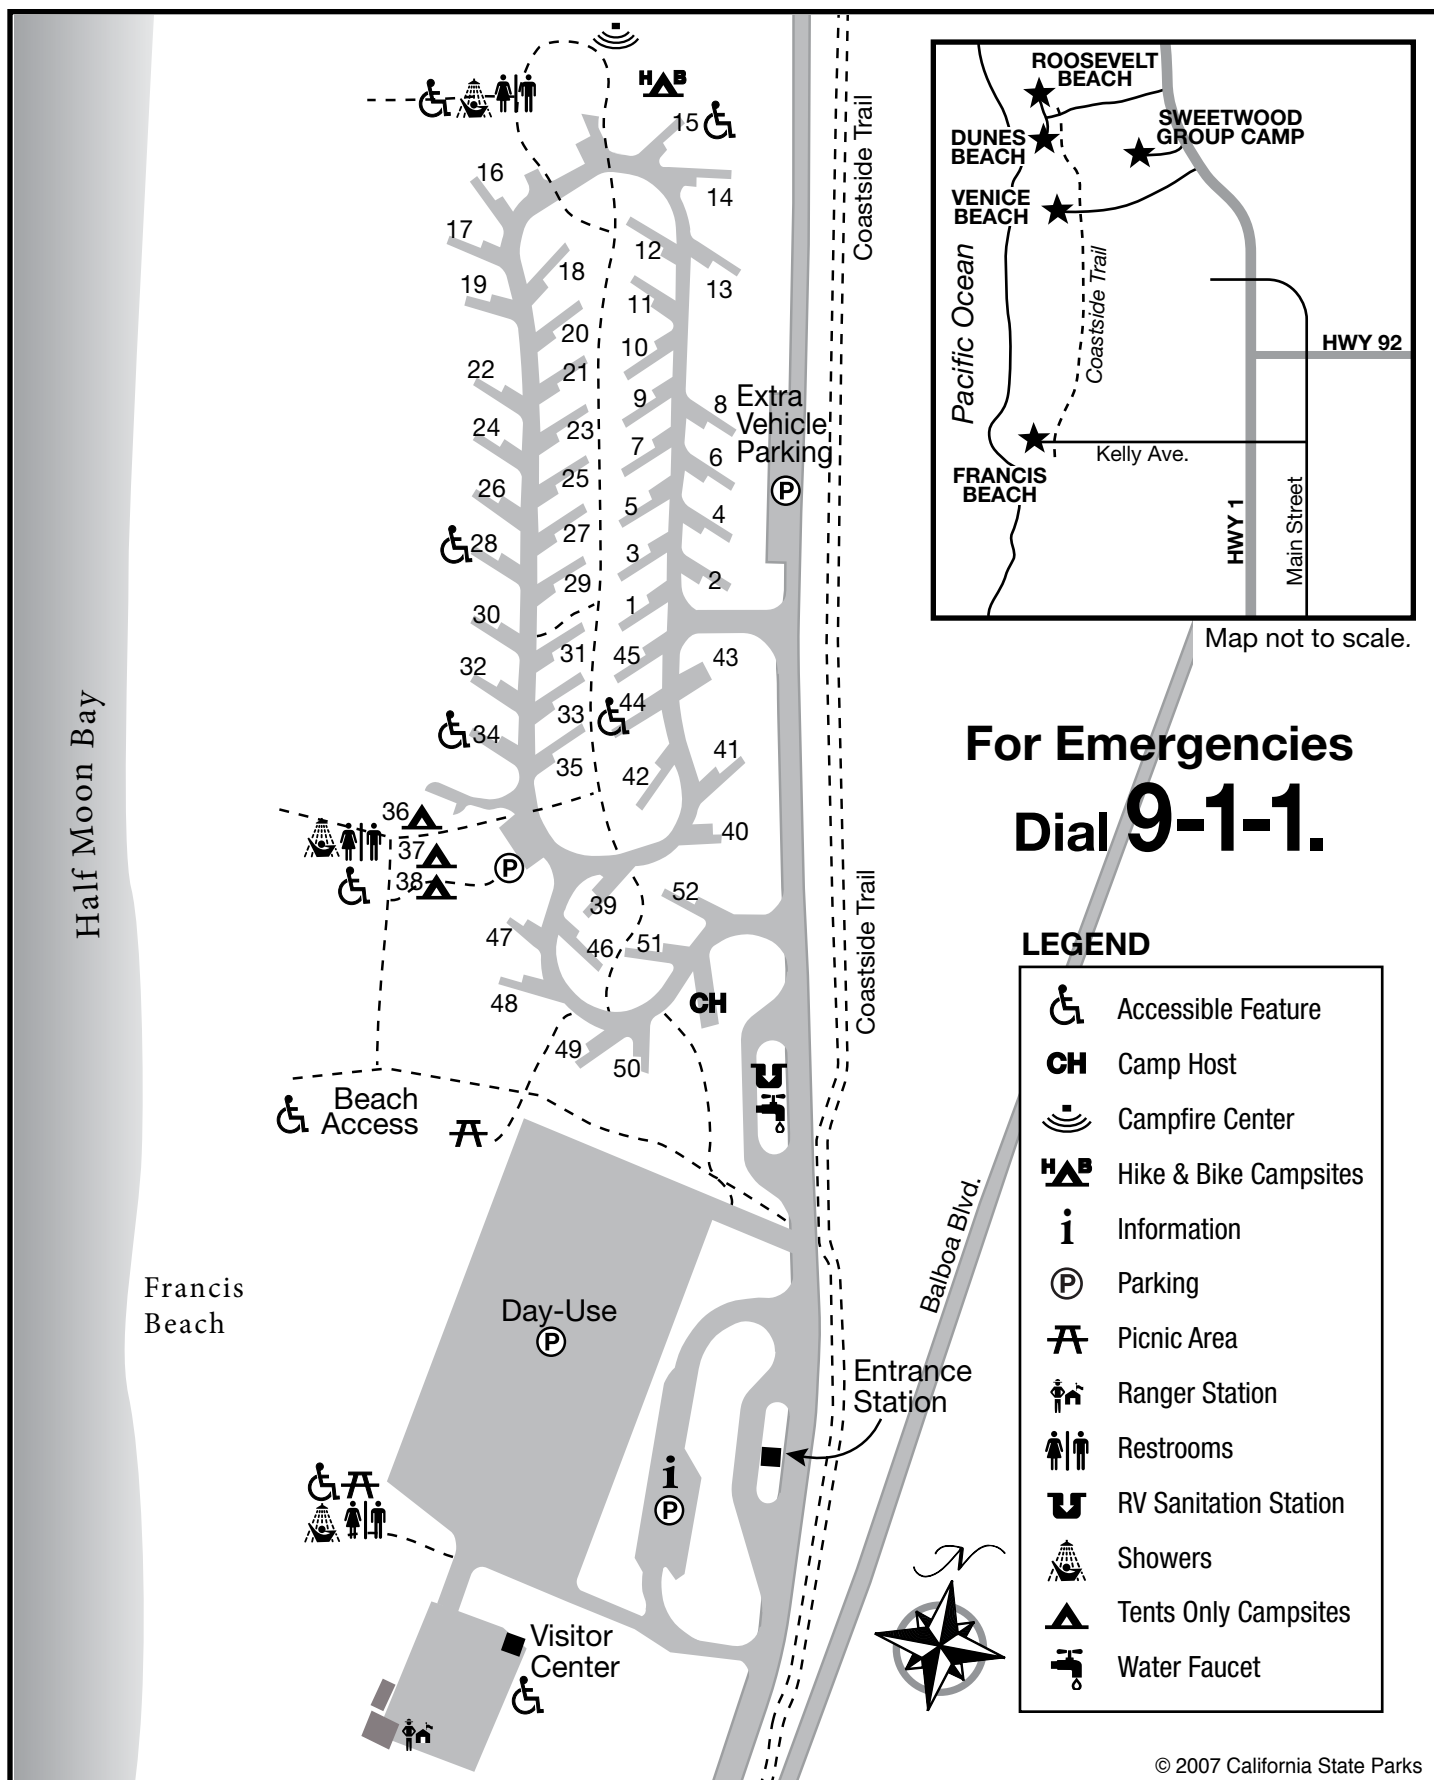 H B
15
16
14
17
12
18
13
19
11
20
10
22
21
9
8
Extra
Vehicle
Parking
P
24
23
7
6
26
25
5
4
28
27
3
29
2
30
1
31
45
43
32
44
33
34
41
35
42
36
40
37
38
P
52
39
47
46
51
48
CH
49
50
Half Moon Bay
Coastside Trail
Coastside Trail
Beach
Access
Francis
Beach
Day-Use
P
Balboa Blvd.
Entrance
Station
i
P
Visitor
Center
N
ROOSEVELT
BEACH
SWEETWOOD
GROUP CAMP
DUNES
BEACH
VENICE
BEACH
Pacific Ocean
Coastside Trail
HWY 92
Kelly Ave.
FRANCIS
BEACH
HWY 1
Main Street
Map not to scale.
For Emergencies
Dial 9-1-1.
LEGEND
Accessible Feature
CH Camp Host
Campfire Center
H B Hike & Bike Campsites
i Information
P Parking
Picnic Area
Ranger Station
Restrooms
RV Sanitation Station
Showers
Tents Only Campsites
Water Faucet
© 2007 California State Parks